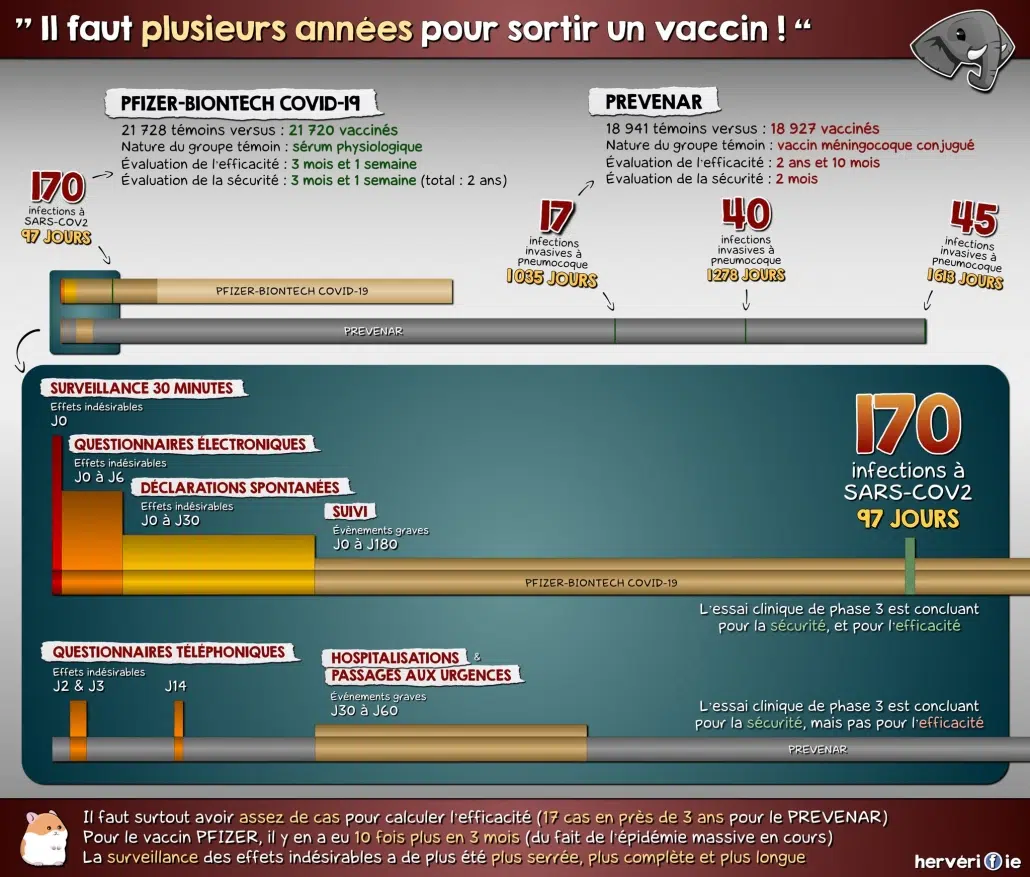 ” Il faut plusieurs années pour sortir un vaccin ! “
PFIZER-BIONTECH COVID-19
21 728 témoins versus : 21 720 vaccinés
Nature du groupe témoin : sérum physiologique
Évaluation de l'efficacité : 3 mois et 1 semaine
Évaluation de la sécurité : 3 mois et 1 semaine (total : 2 ans)
PREVENAR
18 941 témoins versus : 18 927 vaccinés
Nature du groupe témoin : vaccin méningocoque conjugué
Évaluation de l'efficacité : 2 ans et 10 mois
Évaluation de la sécurité : 2 mois
170
infections à
SARS-COV2
97 JOURS
17
infections
invasives à
pneumocoque
1035 JOURS
40
infections
invasives à
pneumocoque
1278 JOURS
45
infections
invasives à
pneumocoque
1613 JOURS
PFIZER-BIONTECH COVID-19
PREVENAR
SURVEILLANCE 30 MINUTES
Effets indésirables
J0
QUESTIONNAIRES ÉLECTRONIQUES
Effets indésirables
J0 à J6
DÉCLARATIONS SPONTANÉES
Effets indésirables
J0 à J30
SUIVI
Évènements graves
J0 à J180
170
infections à
SARS-COV2
97 JOURS
PFIZER-BIONTECH COVID-19
L'essai clinique de phase 3 est concluant
pour la sécurité, et pour l'efficacité
QUESTIONNAIRES TÉLÉPHONIQUES
Effets indésirables
J2 & J3
J14
HOSPITALISATIONS &
PASSAGES AUX URGENCES
Évènements graves
J30 à J60
L'essai clinique de phase 3 est concluant
pour la sécurité, mais pas pour l'efficacité
PREVENAR
Il faut surtout avoir assez de cas pour calculer l'efficacité (17 cas en près de 3 ans pour le PREVENAR)
Pour le vaccin PFIZER, il y en a eu 10 fois plus en 3 mois (du fait de l'épidémie massive en cours)
La surveillance des effets indésirables a de plus été plus serrée, plus complète et plus longue
hervéri f ie